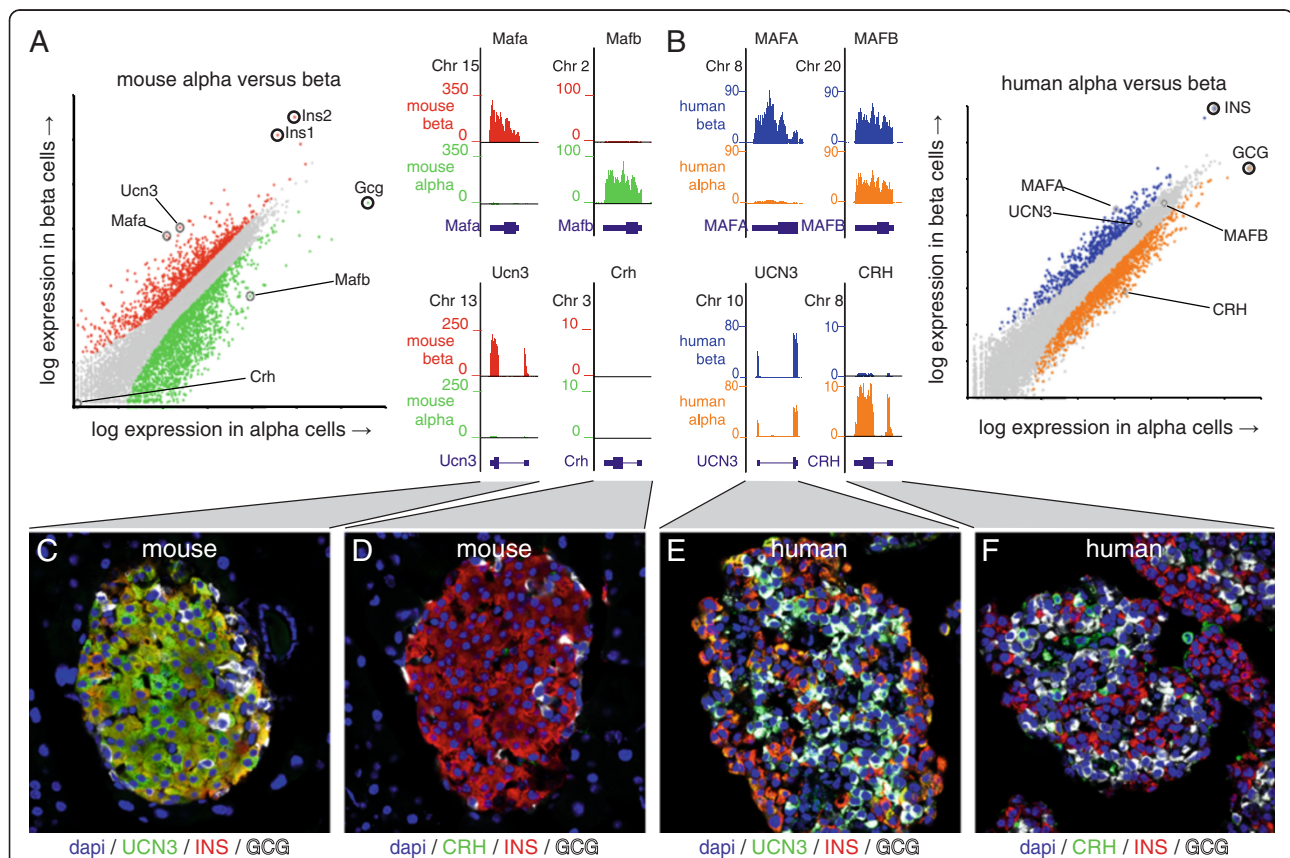 A
mouse alpha versus beta
log expression in beta cells →
log expression in alpha cells →
Ins2
Ins1
Gcg
Ucn3
Mafa
Mafb
Crh
Mafa
Chr 15
350
mouse beta
0
350
mouse alpha
0
Mafa
Mafb
Chr 2
100
0
100
0
Mafb
Ucn3
Chr 13
250
mouse beta
0
250
mouse alpha
0
Ucn3
Crh
Chr 3
10
0
10
0
Crh
B
MAFA
Chr 8
90
human beta
0
90
human alpha
0
MAFA
MAFB
Chr 20
90
0
90
0
MAFB
UCN3
Chr 10
80
human beta
0
80
human alpha
0
UCN3
CRH
Chr 8
10
0
10
0
CRH
human alpha versus beta
log expression in beta cells →
log expression in alpha cells →
INS
GCG
MAFA
UCN3
MAFB
CRH
C
mouse
dapi / UCN3 / INS / GCG
D
mouse
dapi / CRH / INS / GCG
E
human
dapi / UCN3 / INS / GCG
F
human
dapi / CRH / INS / GCG